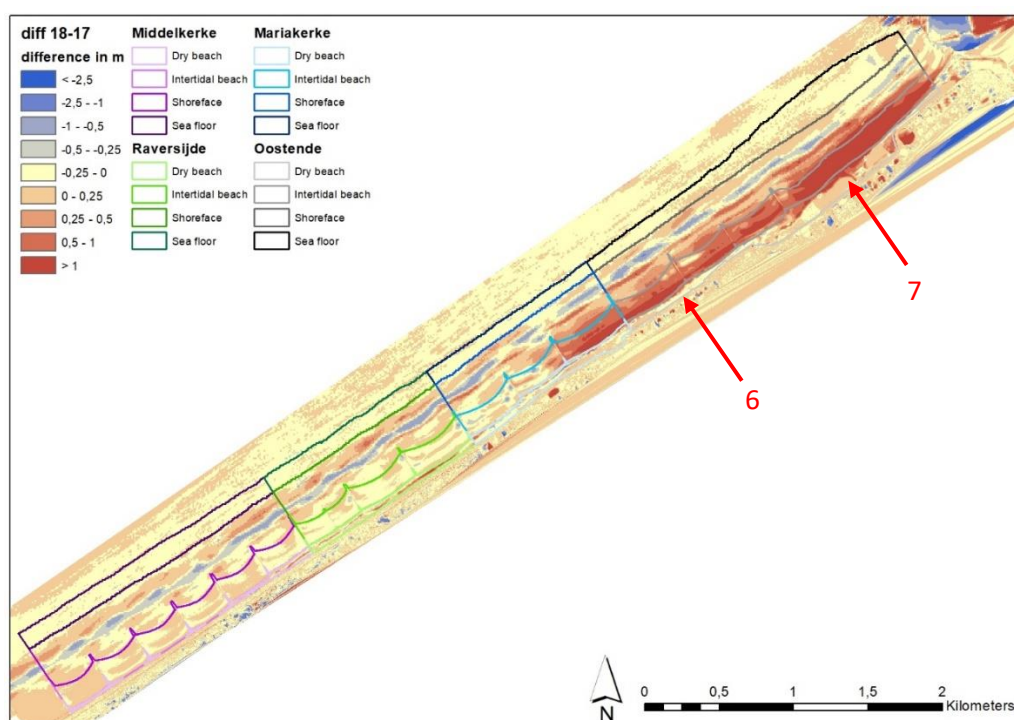 diff 18-17
difference in m
< -2,5
-2,5 - -1
-1 - -0,5
-0,5 - -0,25
-0,25 - 0
0 - 0,25
0,25 - 0,5
0,5 - 1
> 1
Middelkerke
Dry beach
Intertidal beach
Shoreface
Sea floor
Raversijde
Dry beach
Intertidal beach
Shoreface
Sea floor
Mariakerke
Dry beach
Intertidal beach
Shoreface
Sea floor
Oostende
Dry beach
Intertidal beach
Shoreface
Sea floor
7
6
N
0 0,5 1 1,5 2
Kilometers